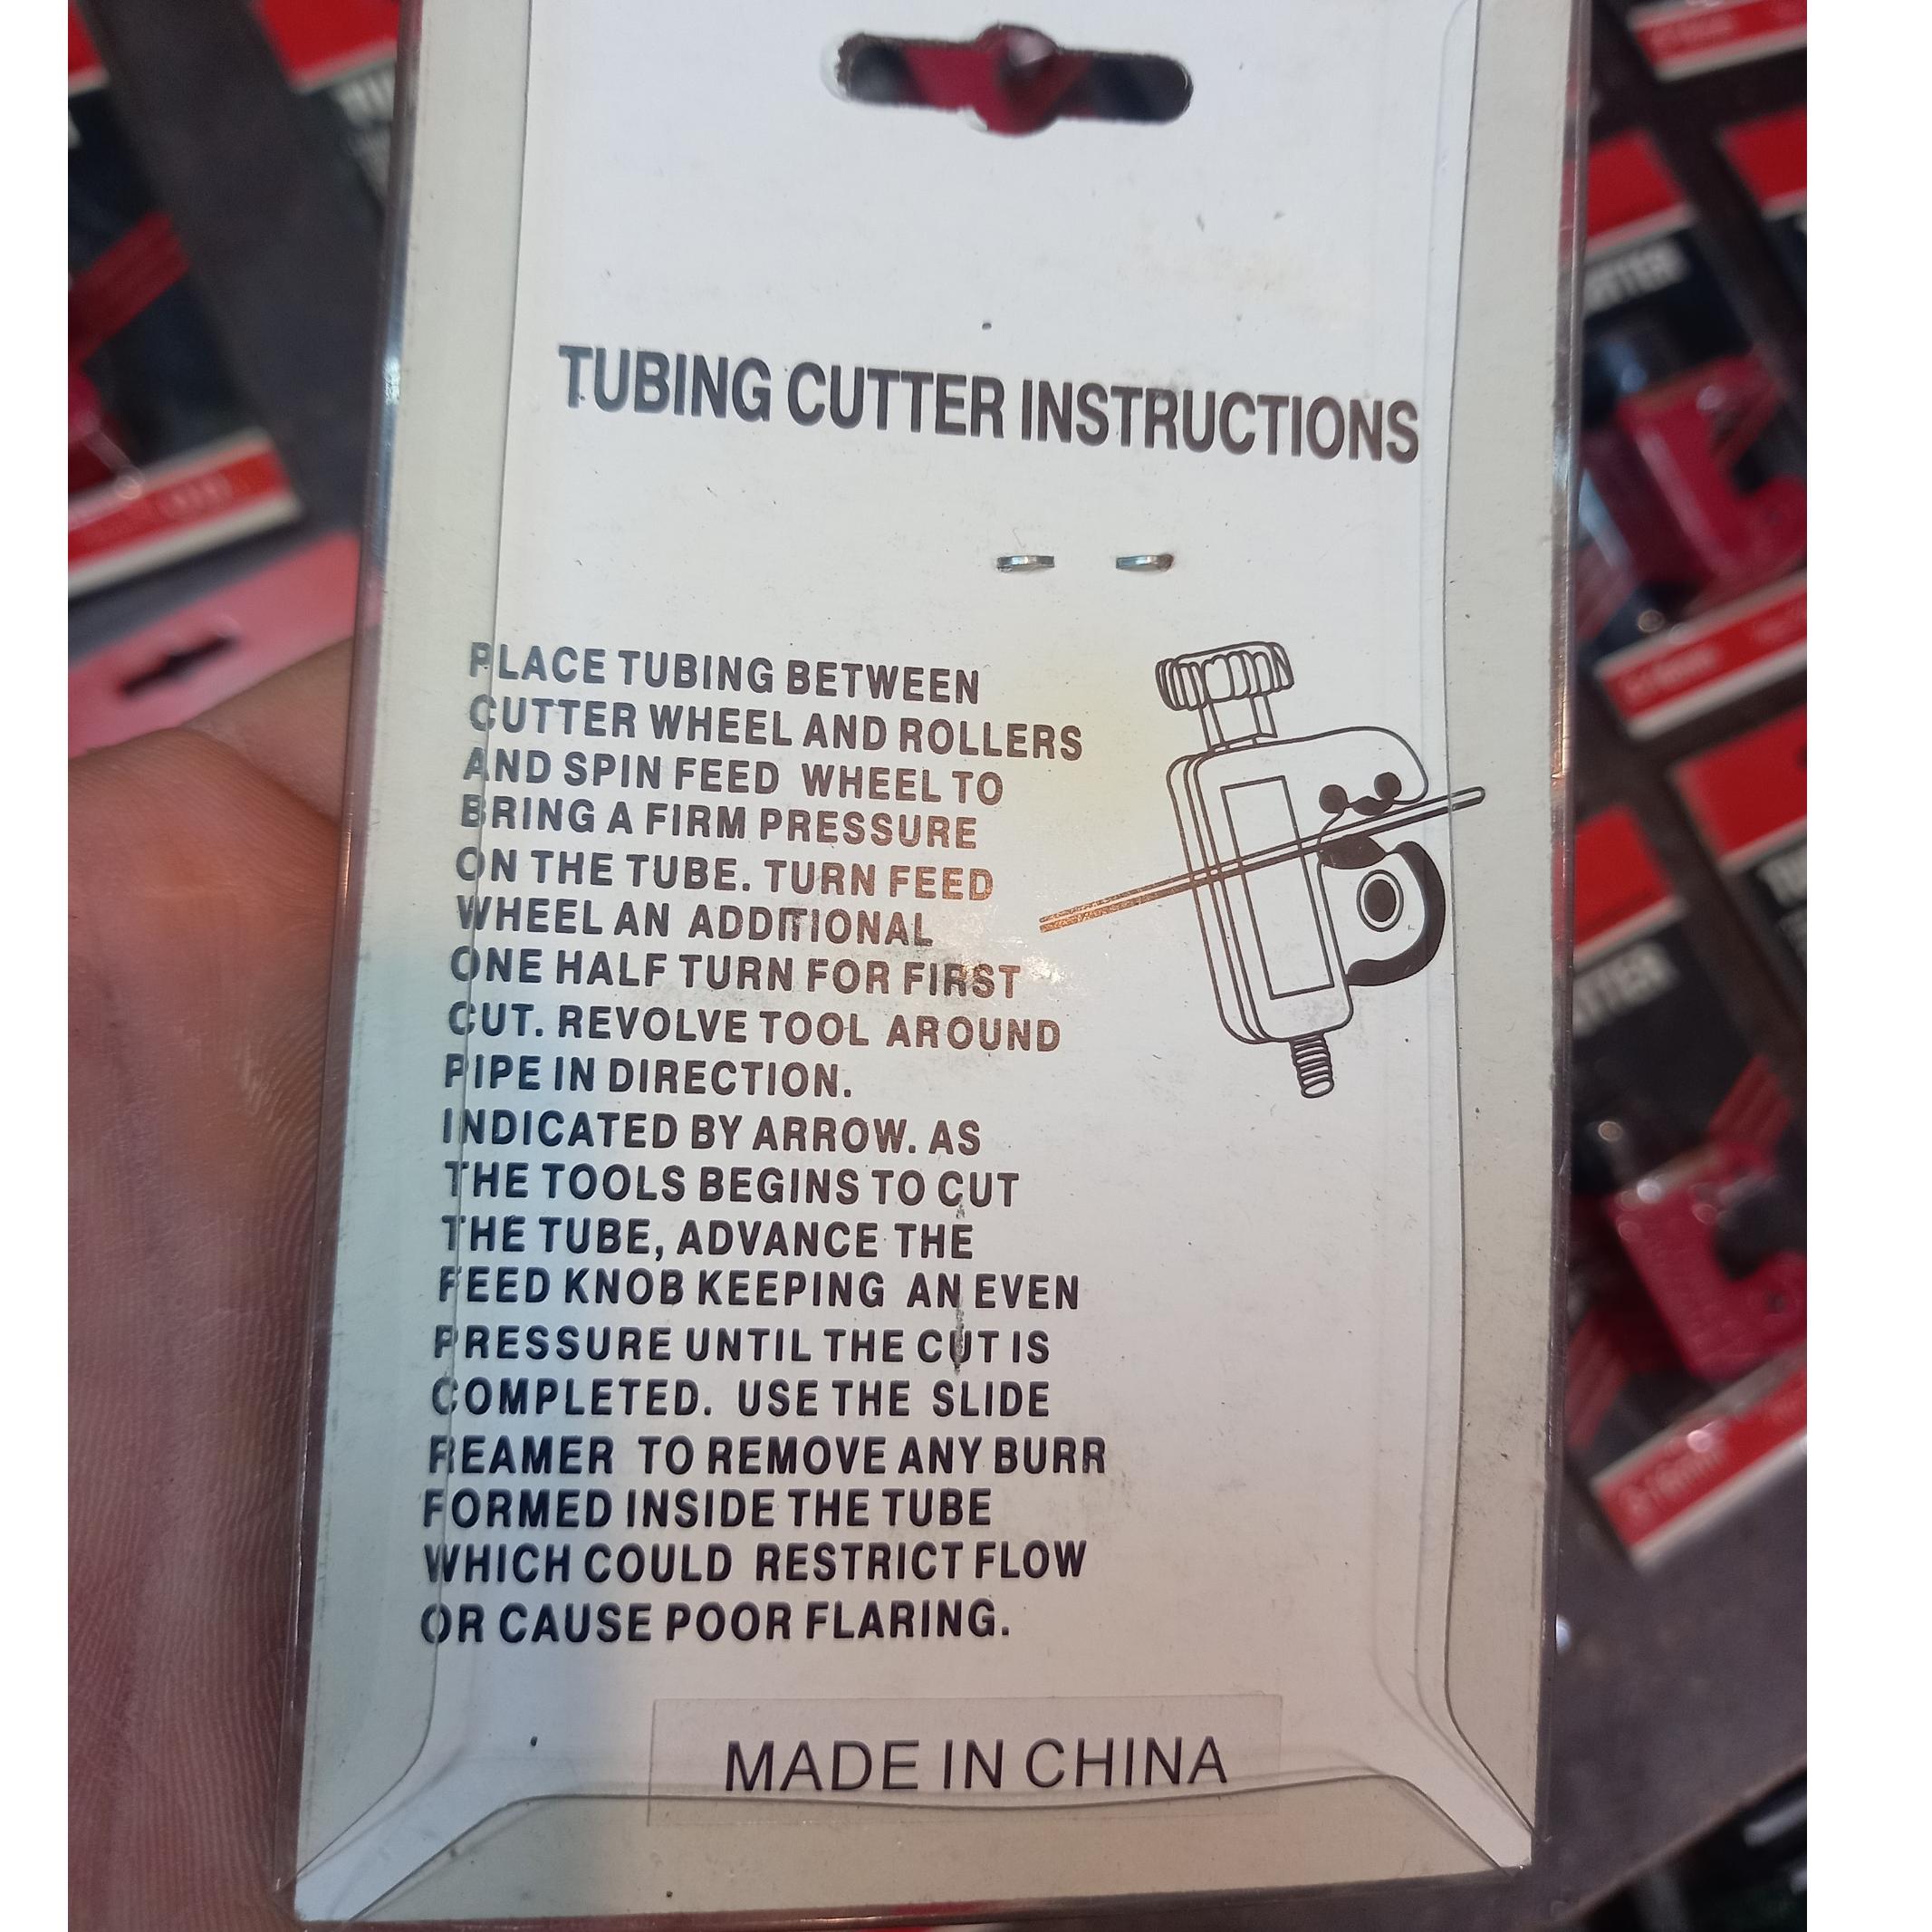 TUBING CUTTER INSTRUCTIONS
PLACE TUBING BETWEEN
CUTTER WHEEL AND ROLLERS
AND SPIN FEED WHEEL TO
BRING A FIRM PRESSURE
ON THE TUBE. TURN FEED
WHEEL AN ADDITIONAL
ONE HALF TURN FOR FIRST
CUT. REVOLVE TOOL AROUND
PIPE IN DIRECTION.
INDICATED BY ARROW. AS
THE TOOLS BEGINS TO CUT
THE TUBE, ADVANCE THE
FEED KNOB KEEPING AN EVEN
PRESSURE UNTIL THE CUT IS
COMPLETED. USE THE SLIDE
REAMER TO REMOVE ANY BURR
FORMED INSIDE THE TUBE
WHICH COULD RESTRICT FLOW
OR CAUSE POOR FLARING.
MADE IN CHINA